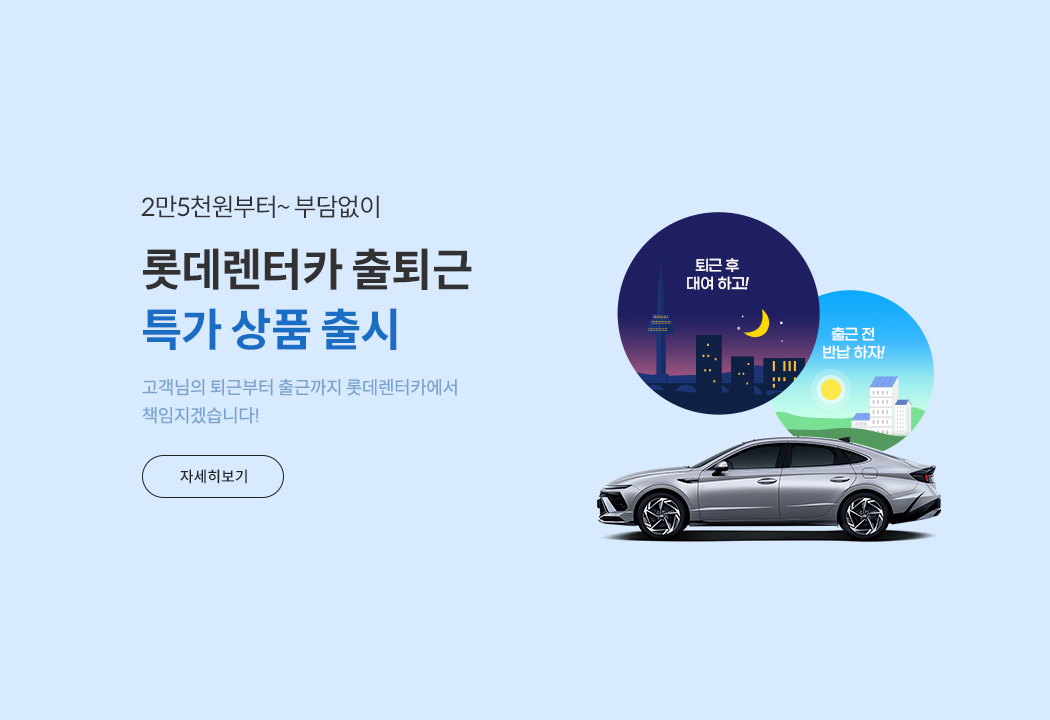 2만5천원부터~ 부담없이
롯데렌터카 출퇴근
특가 상품 출시
고객님의 퇴근부터 출근까지 롯데렌터카에서
책임지겠습니다!
자세히보기
퇴근 후
대여 하고!
출근 전
반납 하자!